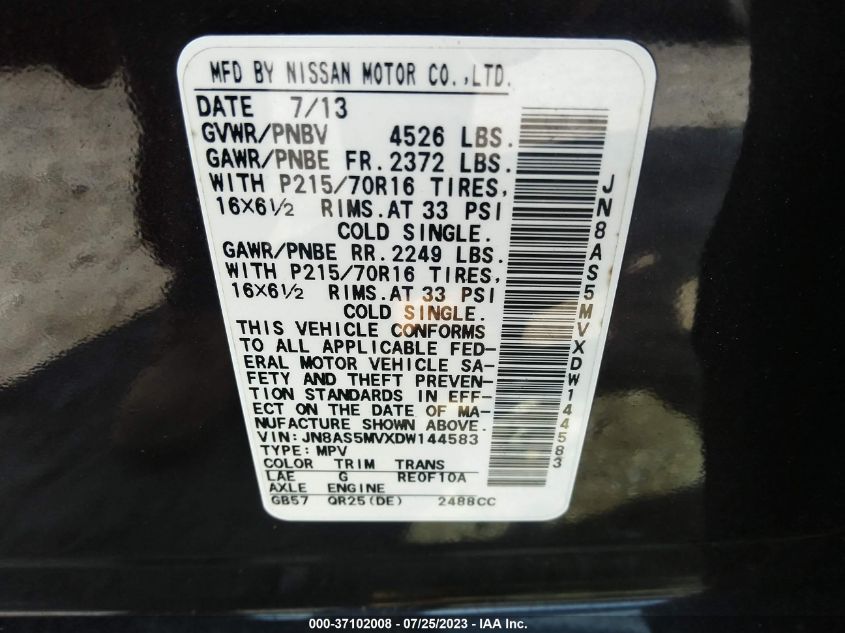 MFD BY NISSAN MOTOR CO.,LTD.
DATE 7/13
GVWR/PNBV 4526 LBS.
GAWR/PNBE FR.2372 LBS.
WITH P215/70R16 TIRES,
16X6½ RIMS.AT 33 PSI
COLD SINGLE.
GAWR/PNBE RR.2249 LBS.
WITH P215/70R16 TIRES,
16X6½ RIMS.AT 33 PSI
COLD SINGLE.
THIS VEHICLE CONFORMS
TO ALL APPLICABLE FED-
ERAL MOTOR VEHICLE SA-
FETY AND THEFT PREVEN-
TION STANDARDS IN EFF-
ECT ON THE DATE OF MA-
NUFACTURE SHOWN ABOVE.
VIN: JN8AS5MVXDW144583
TYPE: MPV
COLOR TRIM TRANS
LAE G RE0F10A
AXLE ENGINE
GB57 QR25(DE) 2488CC
JN8AS5MVXDW144583
000-37102008 - 07/25/2023 - IAA Inc.